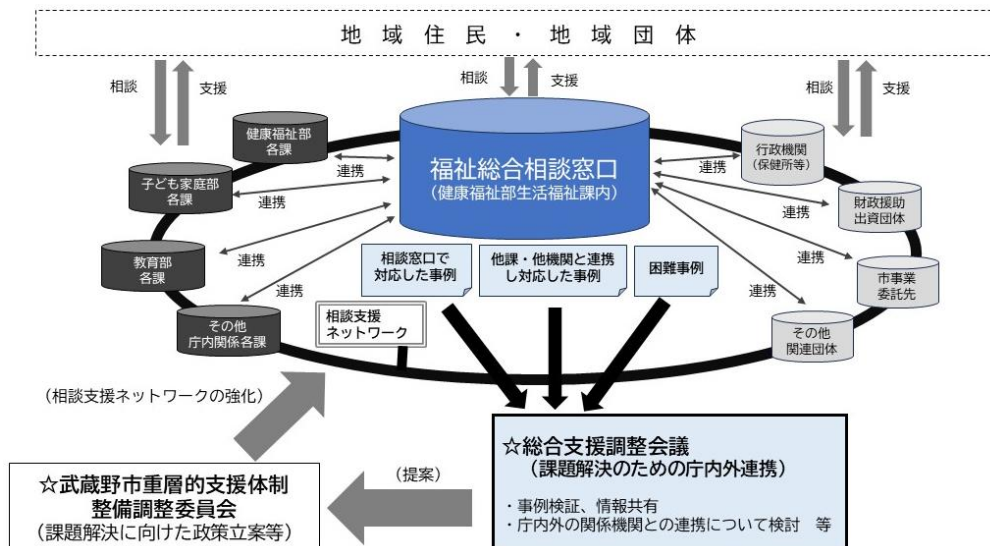 地域住民・地域団体
相談
支援
相談
支援
相談
支援
健康福祉部
各課
子ども家庭部
各課
教育部
各課
その他
庁内関係各課
連携
連携
連携
連携
福祉総合相談窓口
（健康福祉部生活福祉課内）
連携
連携
連携
連携
行政機関
（保健所等）
財政援助
出資団体
市事業
委託先
その他
関連団体
相談窓口で
対応した事例
他課・他機関と連携
し対応した事例
困難事例
相談支援
ネットワーク
（相談支援ネットワークの強化）
☆総合支援調整会議
（課題解決のための庁内外連携）
・事例検証、情報共有
・庁内外の関係機関との連携について検討　等
（提案）
☆武蔵野市重層的支援体制
整備調整委員会
（課題解決に向けた政策立案等）